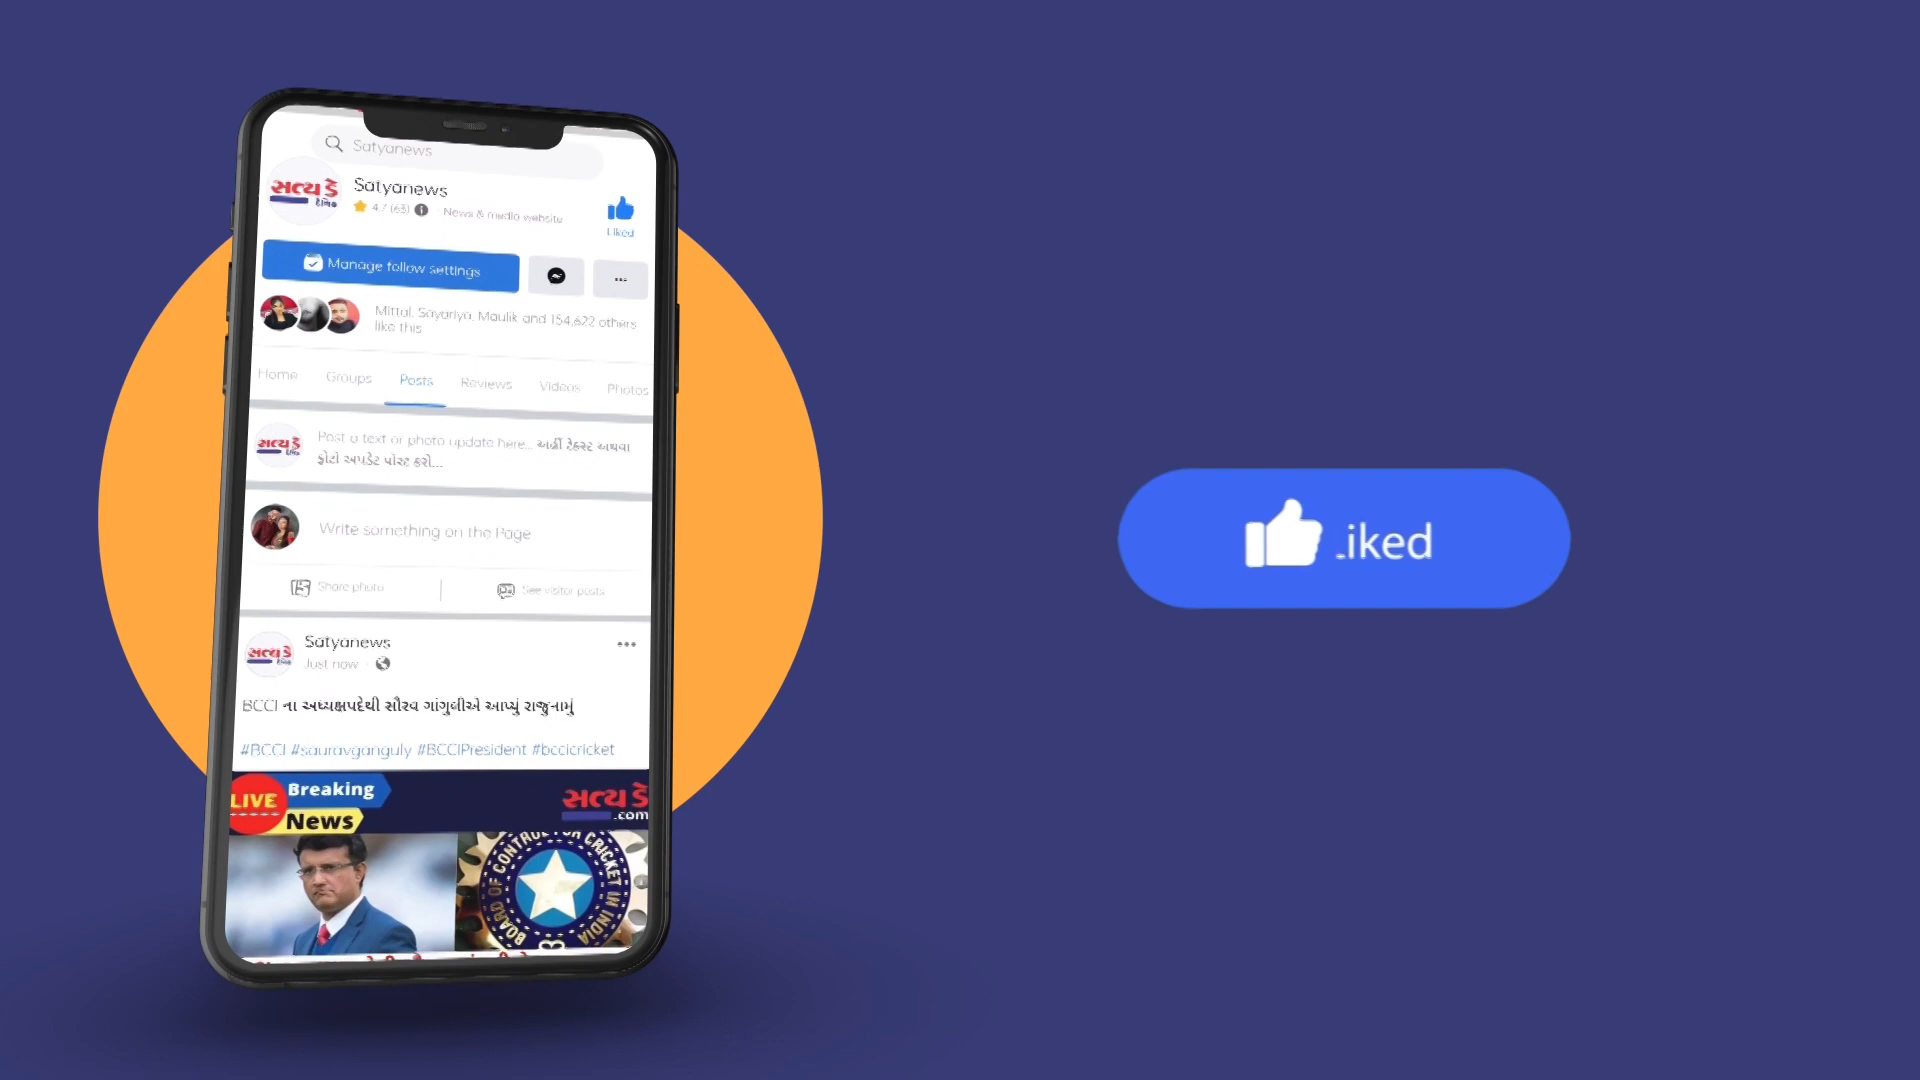 Satyanews
સત્ય ડે
દૈનિક
Satyanews
4.7 (63) News & media website
Liked
Manage follow settings
Mittal, Sayariya, Maulik and 154,622 others
like this
Home Groups Posts Reviews Videos Photos
સત્ય ડે
દૈનિક
Post a text or photo update here... અહીં ટેક્સ્ટ અથવા
ફોટો અપડેટ પોસ્ટ કરો...
Write something on the Page
Share photo See visitor posts
સત્ય ડે
દૈનિક
Satyanews
Just now
BCCI ના અધ્યક્ષપદેથી સૌરવ ગાંગુલીએ આપ્યું રાજીનામું
#BCCI #sauravganguly #BCCIPresident #bccicricket
LIVE
Breaking
News
સત્ય ડે
.com
BOARD OF CONTROL FOR CRICKET IN INDIA
.iked